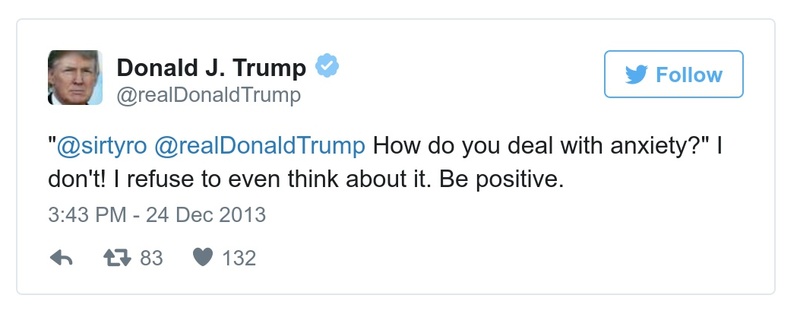 Donald J. Trump
@realDonaldTrump
Follow
"@sirtyro @realDonaldTrump How do you deal with anxiety?" I
don't! I refuse to even think about it. Be positive.
3:43 PM - 24 Dec 2013
83 132